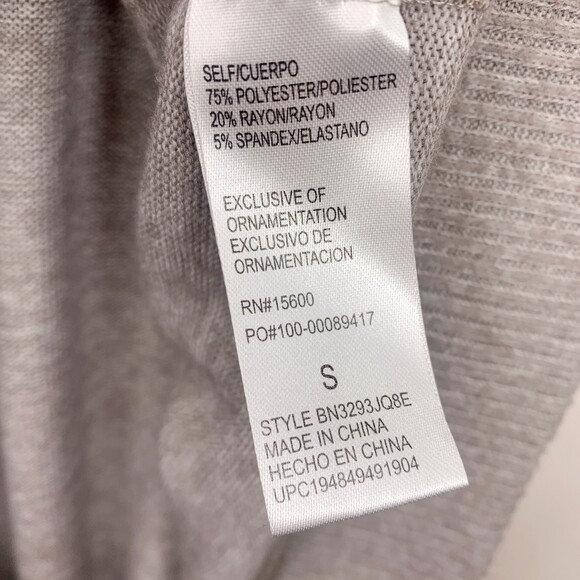 SELF/CUERPO
75% POLYESTER/POLIESTER
20% RAYON/RAYON
5% SPANDEX/ELASTANO
EXCLUSIVE OF
ORNAMENTATION
EXCLUSIVO DE
ORNAMENTACION
RN#15600
PO#100-00089417
S
STYLE BN3293JQ8E
MADE IN CHINA
HECHO EN CHINA
UPC194849491904